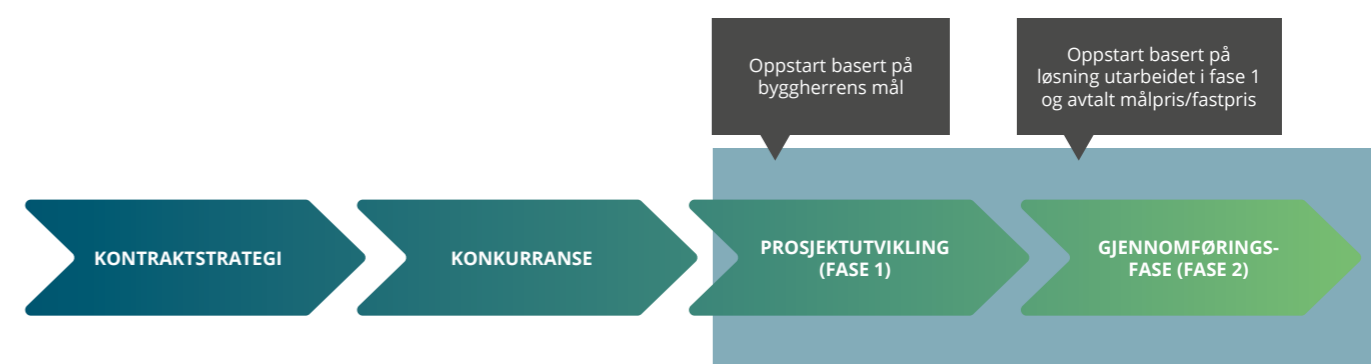 Oppstart basert på
byggherrens mål
Oppstart basert på
løsning utarbeidet i fase 1
og avtalt målpris/fastpris
KONTRAKTSTRATEGI
KONKURRANSE
PROSJEKTUTVIKLING
(FASE 1)
GJENNOMFØRINGS-
FASE (FASE 2)